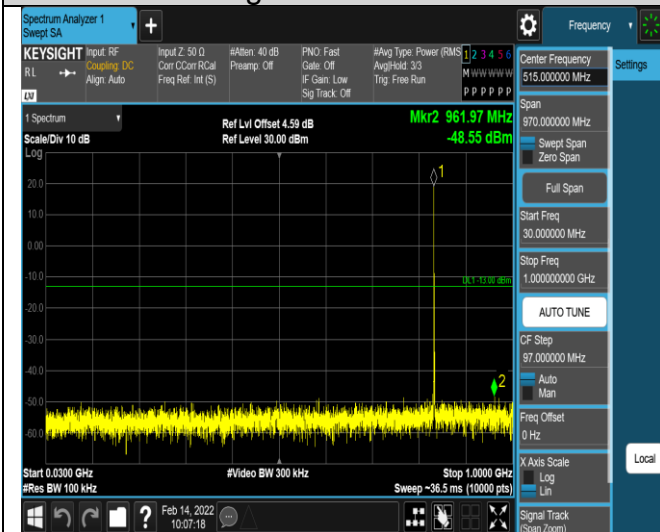 Spectrum Analyzer 1
Swept SA
Frequency
KEYSIGHT
RL
Input: RF
Coupling: DC
Align: Auto
Input Z: 50 Ω
Corr CCorr RCal
Freq Ref: Int (S)
#Atten: 40 dB
Preamp: Off
PNO: Fast
Gate: Off
IF Gain: Low
Sig Track: Off
#Avg Type: Power (RMS
Avg|Hold: 3/3
Trig: Free Run
1 2 3 4 5 6
M W W W W W
P P P P P P
LXI
1 Spectrum
Scale/Div 10 dB
Log
Ref Lvl Offset 4.59 dB
Ref Level 30.00 dBm
Mkr2 961.97 MHz
-48.55 dBm
1
20.0
10.0
0.00
-10.0
DL1 -13.00 dBm
-20.0
-30.0
-40.0
2
-50.0
-60.0
Start 0.0300 GHz
#Res BW 100 kHz
#Video BW 300 kHz
Stop 1.0000 GHz
Sweep ~36.5 ms (10000 pts)
Feb 14, 2022
10:07:18
Center Frequency
515.000000 MHz
Span
970.000000 MHz
Swept Span
Zero Span
Full Span
Start Freq
30.000000 MHz
Stop Freq
1.000000000 GHz
AUTO TUNE
CF Step
97.000000 MHz
Auto
Man
Freq Offset
0 Hz
X Axis Scale
Log
Lin
Signal Track
(Span Zoom)
Settings
Local